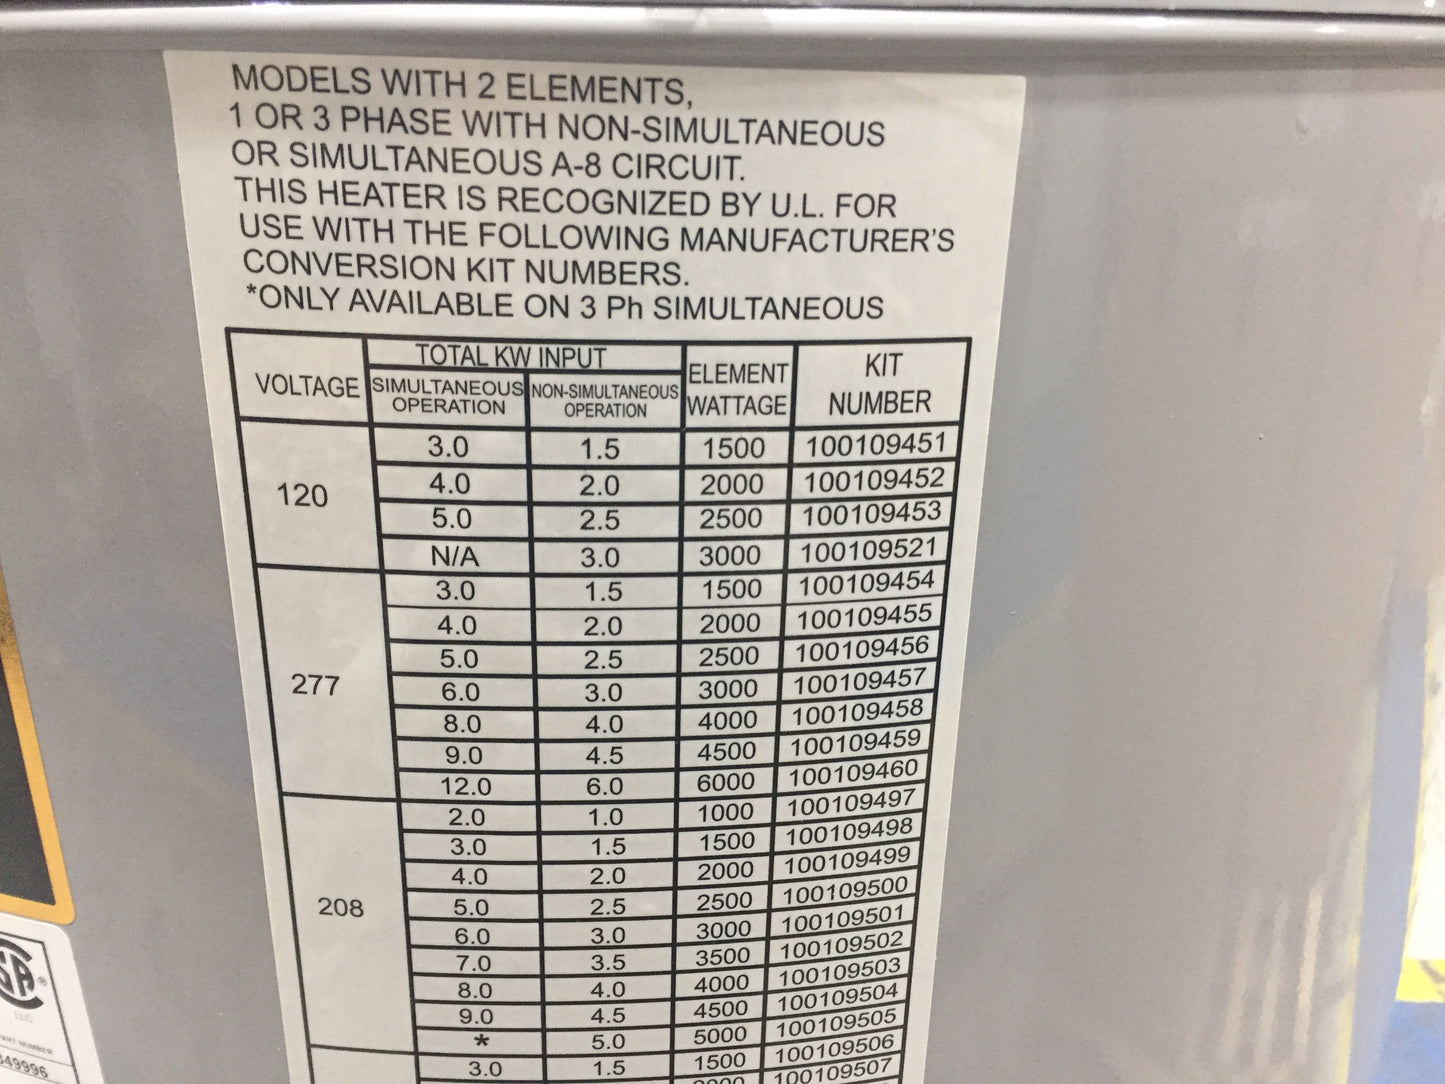 MODELS WITH 2 ELEMENTS,
1 OR 3 PHASE WITH NON-SIMULTANEOUS
OR SIMULTANEOUS A-8 CIRCUIT.
THIS HEATER IS RECOGNIZED BY U.L. FOR
USE WITH THE FOLLOWING MANUFACTURER'S
CONVERSION KIT NUMBERS.
*ONLY AVAILABLE ON 3 Ph SIMULTANEOUS
VOLTAGE TOTAL KW INPUT ELEMENT WATTAGE KIT NUMBER
SIMULTANEOUS OPERATION NON-SIMULTANEOUS OPERATION
120
3.0 1.5 1500 100109451
4.0 2.0 2000 100109452
5.0 2.5 2500 100109453
N/A 3.0 3000 100109521
277
3.0 1.5 1500 100109454
4.0 2.0 2000 100109455
5.0 2.5 2500 100109456
6.0 3.0 3000 100109457
8.0 4.0 4000 100109458
9.0 4.5 4500 100109459
12.0 6.0 6000 100109460
208
2.0 1.0 1000 100109497
3.0 1.5 1500 100109498
4.0 2.0 2000 100109499
5.0 2.5 2500 100109500
6.0 3.0 3000 100109501
7.0 3.5 3500 100109502
8.0 4.0 4000 100109503
9.0 4.5 4500 100109504
* 5.0 5000 100109505
3.0 1.5 1500 100109506
100109507
SA ®
LLC
PART NUMBER
349996